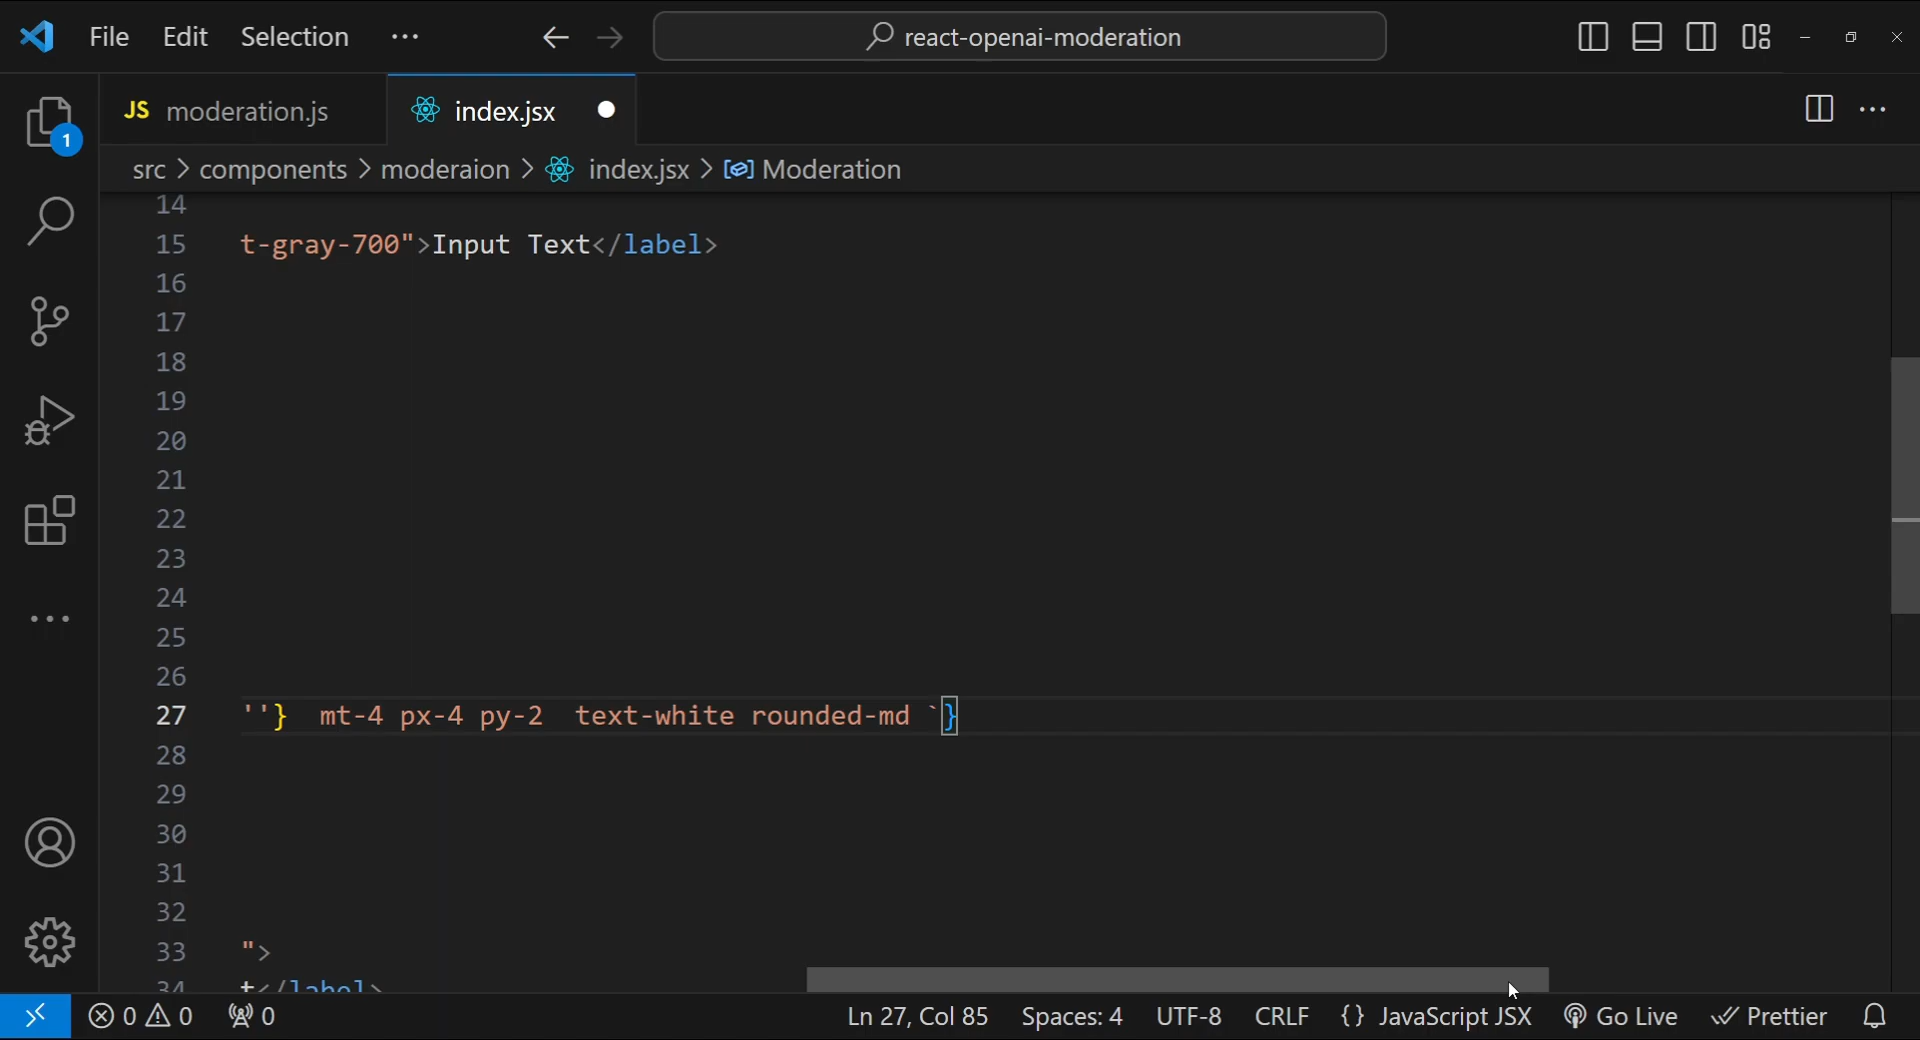 File Edit Selection ··· react-openai-moderation
JS moderation.js index.jsx
1
src > components > moderaion > index.jsx > Moderation
14
15 t-gray-700">Input Text</label>
16
17
18
19
20
21
22
23
24
25
26
27 ''} mt-4 px-4 py-2  text-white rounded-md `}
28
29
30
31
32
33 ">
34 t</label>
0 0 0 Ln 27, Col 85 Spaces: 4 UTF-8 CRLF {} JavaScript JSX Go Live Prettier